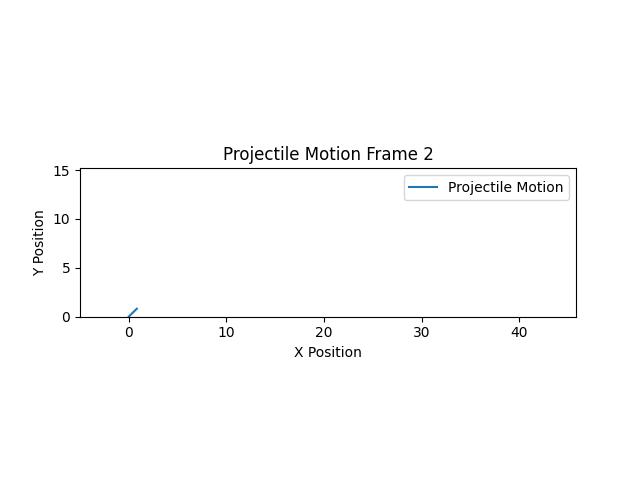 Projectile Motion Frame 2
Projectile Motion
15
10
5
0
Y Position
0 10 20 30 40
X Position